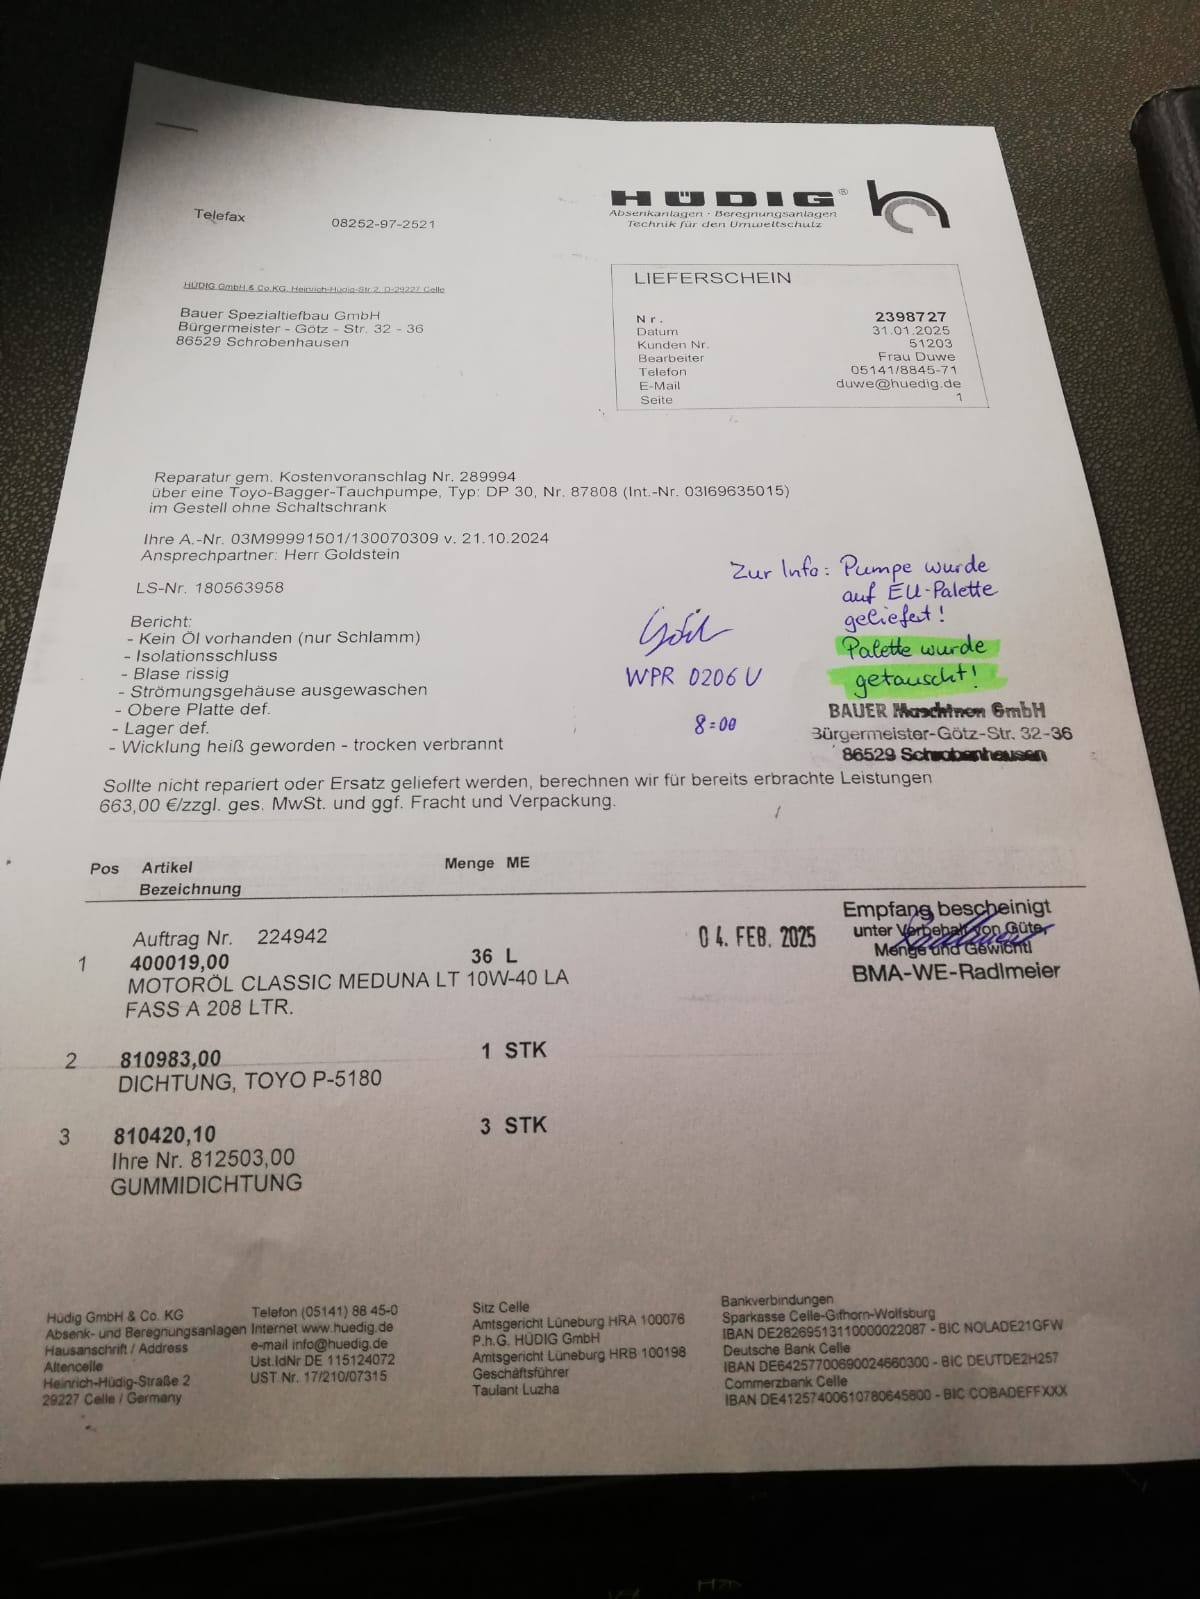 HÜDIG®
Absenkanlagen · Beregnungsanlagen
Technik für den Umweltschutz
Telefax 08252-97-2521
HÜDIG GmbH & Co.KG, Heinrich-Hüdig-Str.2, D-29227 Celle
Bauer Spezialtiefbau GmbH
Bürgermeister - Götz - Str. 32 - 36
86529 Schrobenhausen
LIEFERSCHEIN
Nr. 2398727
Datum 31.01.2025
Kunden Nr. 51203
Bearbeiter Frau Duwe
Telefon 05141/8845-71
E-Mail duwe@huedig.de
Seite 1
Reparatur gem. Kostenvoranschlag Nr. 289994
über eine Toyo-Bagger-Tauchpumpe, Typ: DP 30, Nr. 87808 (Int.-Nr. 03I69635015)
im Gestell ohne Schaltschrank
Ihre A.-Nr. 03M99991501/130070309 v. 21.10.2024
Ansprechpartner: Herr Goldstein
LS-Nr. 180563958
Bericht:
- Kein Öl vorhanden (nur Schlamm)
- Isolationsschluss
- Blase rissig
- Strömungsgehäuse ausgewaschen
- Obere Platte def.
- Lager def.
- Wicklung heiß geworden - trocken verbrannt
WPR 0206 U
8:00
Zur Info: Pumpe wurde
auf EU-Palette
geliefert!
Palette wurde
getauscht!
BAUER Maschinen GmbH
Bürgermeister-Götz-Str. 32-36
86529 Schrobenhausen
Sollte nicht repariert oder Ersatz geliefert werden, berechnen wir für bereits erbrachte Leistungen
663,00 €/zzgl. ges. MwSt. und ggf. Fracht und Verpackung.
Pos Artikel Menge ME
Bezeichnung
Auftrag Nr. 224942
1 400019,00 36 L
MOTORÖL CLASSIC MEDUNA LT 10W-40 LA
FASS A 208 LTR.
04. FEB. 2025
Empfang bescheinigt
unter Vorbehalt von Güte,
Menge und Gewicht!
BMA-WE-Radlmeier
2 810983,00 1 STK
DICHTUNG, TOYO P-5180
3 810420,10 3 STK
Ihre Nr. 812503,00
GUMMIDICHTUNG
Hüdig GmbH & Co. KG
Absenk- und Beregnungsanlagen
Hausanschrift / Address
Altencelle
Heinrich-Hüdig-Straße 2
29227 Celle / Germany
Telefon (05141) 88 45-0
Internet www.huedig.de
e-mail info@huedig.de
Ust.IdNr DE 115124072
UST Nr. 17/210/07315
Sitz Celle
Amtsgericht Lüneburg HRA 100076
P.h.G. HÜDIG GmbH
Amtsgericht Lüneburg HRB 100198
Geschäftsführer
Taulant Luzha
Bankverbindungen
Sparkasse Celle-Gifhorn-Wolfsburg
IBAN DE28269513110000022087 - BIC NOLADE21GFW
Deutsche Bank Celle
IBAN DE64257700690024660300 - BIC DEUTDE2H257
Commerzbank Celle
IBAN DE41257400610780645800 - BIC COBADEFFXXX